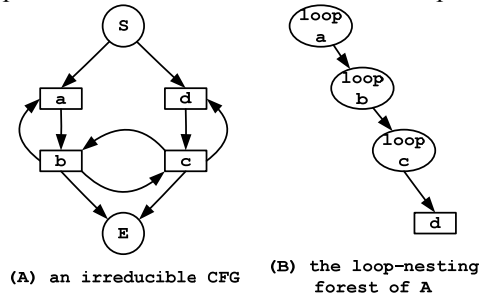 S
a
d
b
c
E
(A) an irreducible CFG
loop
a
loop
b
loop
c
d
(B) the loop-nesting
forest of A